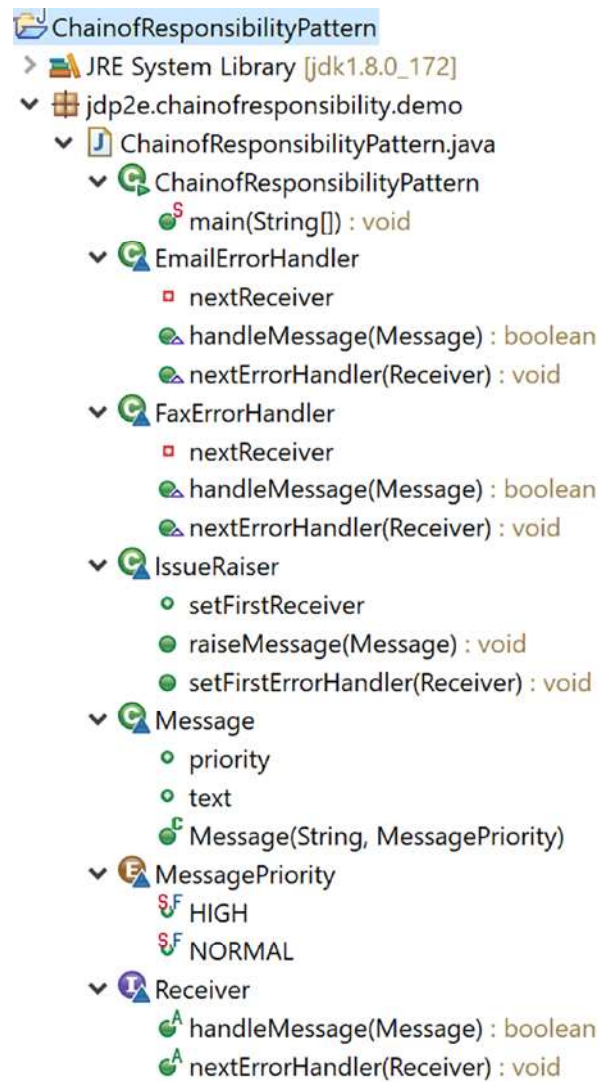 ChainofResponsibilityPattern
JRE System Library [jdk1.8.0_172]
jdp2e.chainofresponsibility.demo
ChainofResponsibilityPattern.java
ChainofResponsibilityPattern
main(String[]) : void
EmailErrorHandler
nextReceiver
handleMessage(Message) : boolean
nextErrorHandler(Receiver) : void
FaxErrorHandler
nextReceiver
handleMessage(Message) : boolean
nextErrorHandler(Receiver) : void
IssueRaiser
setFirstReceiver
raiseMessage(Message) : void
setFirstErrorHandler(Receiver) : void
Message
priority
text
Message(String, MessagePriority)
MessagePriority
HIGH
NORMAL
Receiver
handleMessage(Message) : boolean
nextErrorHandler(Receiver) : void